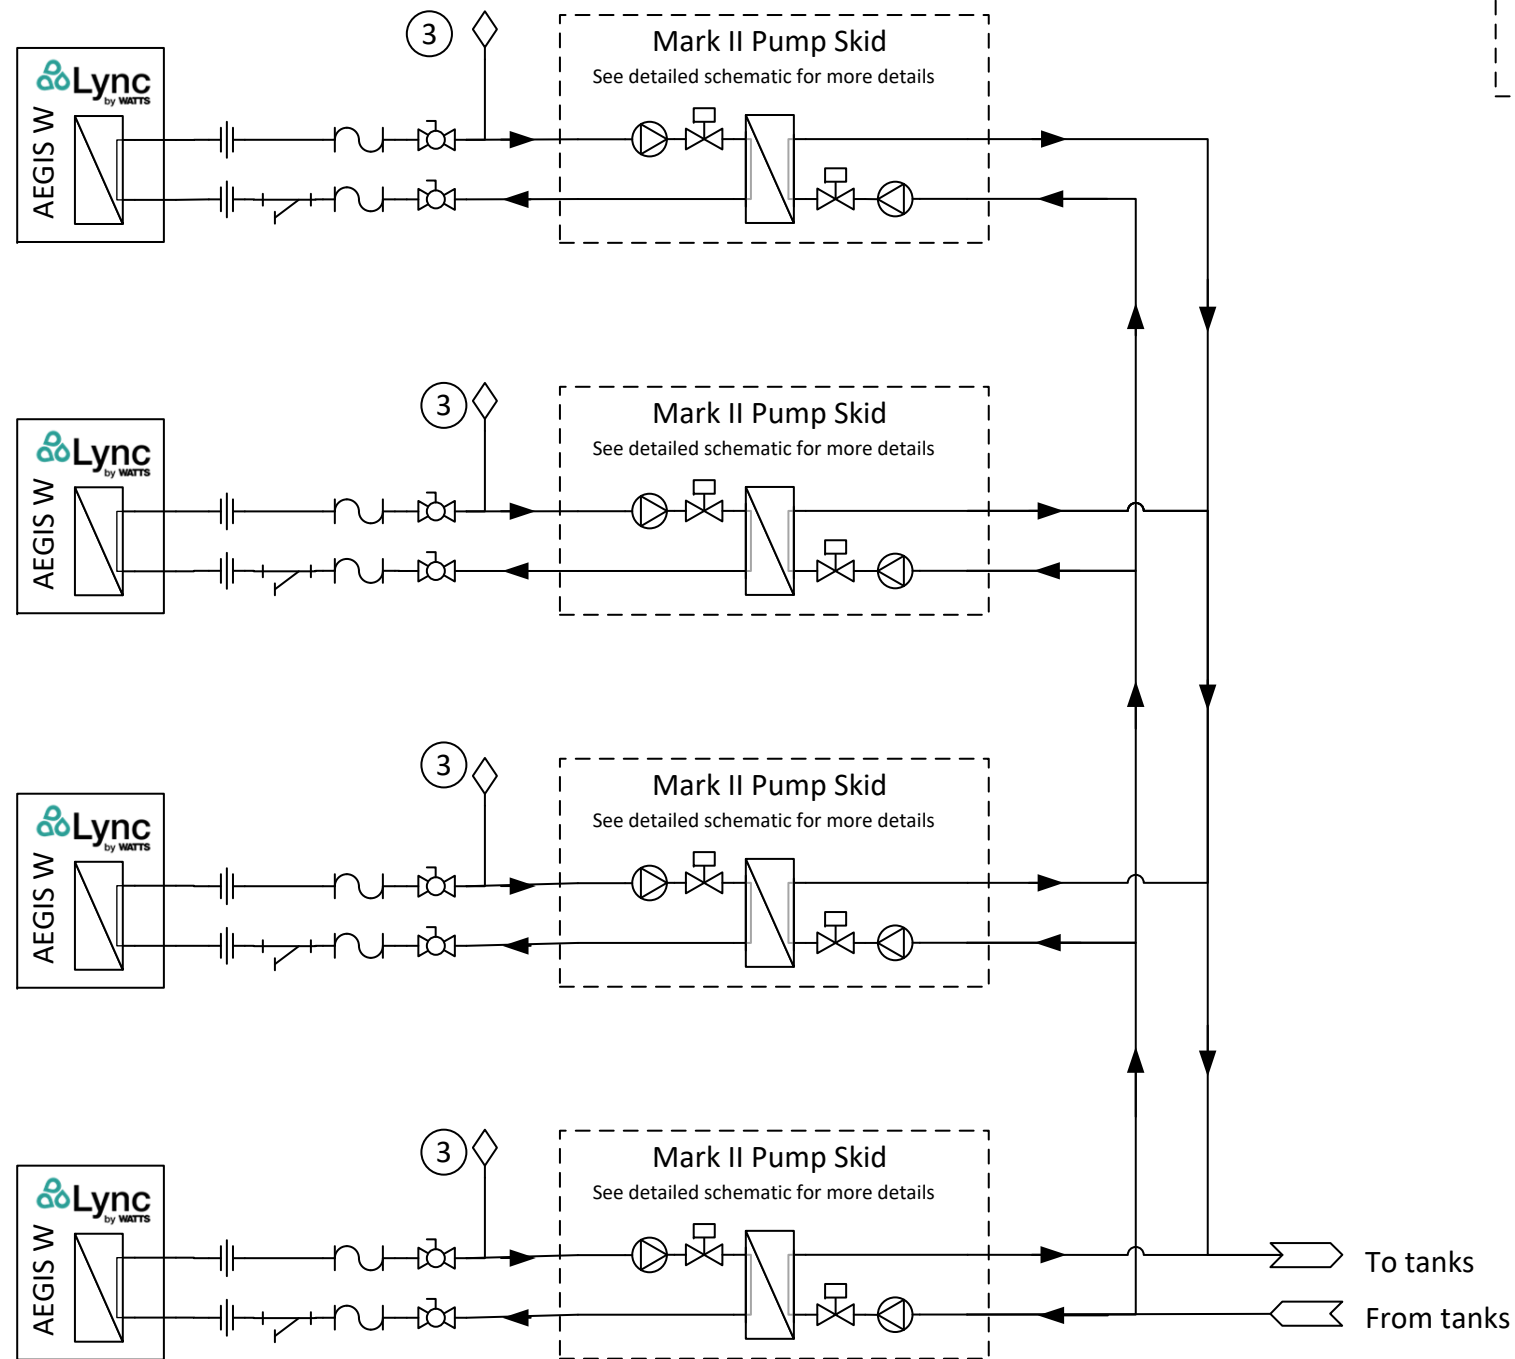 3
Mark II Pump Skid
See detailed schematic for more details
Lync
by WATTS
AEGIS W
3
Mark II Pump Skid
See detailed schematic for more details
Lync
by WATTS
AEGIS W
3
Mark II Pump Skid
See detailed schematic for more details
Lync
by WATTS
AEGIS W
3
Mark II Pump Skid
See detailed schematic for more details
Lync
by WATTS
AEGIS W
To tanks
From tanks